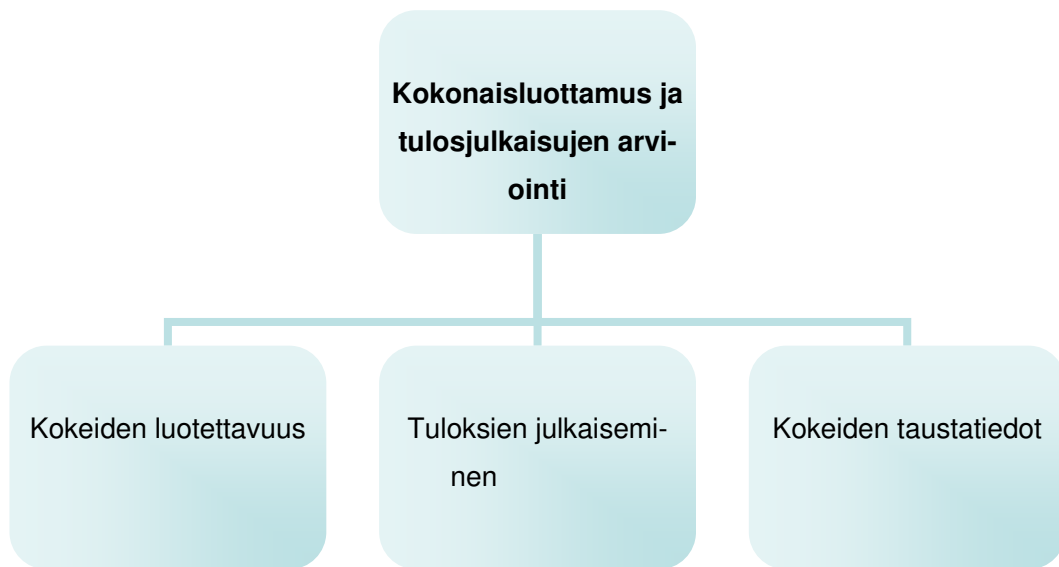 Kokonaisluottamus ja
tulosjulkaisujen arvi-
ointi
Kokeiden luotettavuus
Tuloksien julkaisemi-
nen
Kokeiden taustatiedot